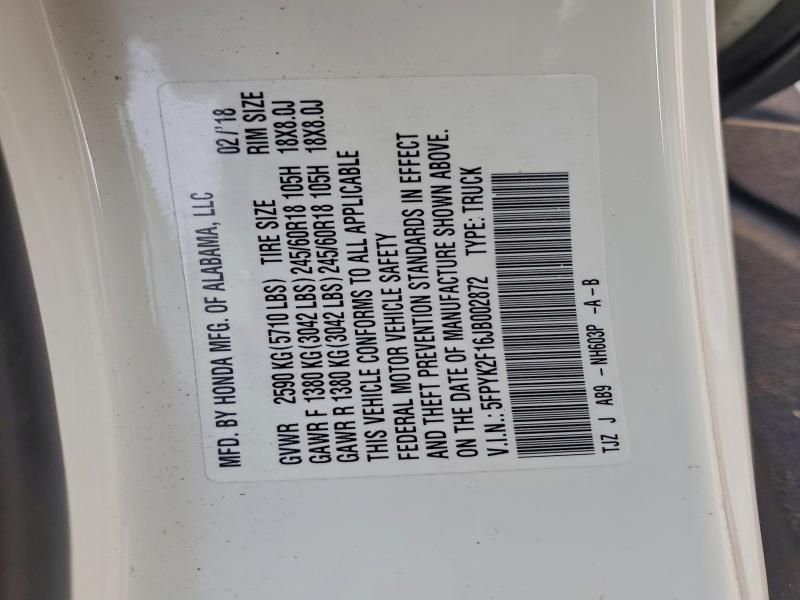 MFD. BY HONDA MFG. OF ALABAMA, LLC 02/'18
GVWR 2590 KG(5710 LBS) TIRE SIZE RIM SIZE
GAWR F 1380 KG(3042 LBS)245/60R18 105H 18X8.0J
GAWR R 1380 KG(3042 LBS)245/60R18 105H 18X8.0J
THIS VEHICLE CONFORMS TO ALL APPLICABLE
FEDERAL MOTOR VEHICLE SAFETY
AND THEFT PREVENTION STANDARDS IN EFFECT
ON THE DATE OF MANUFACTURE SHOWN ABOVE.
V.I.N.: 5FPYK2F16JB002872 TYPE: TRUCK
TJZ J AB9 -NH603P -A-B